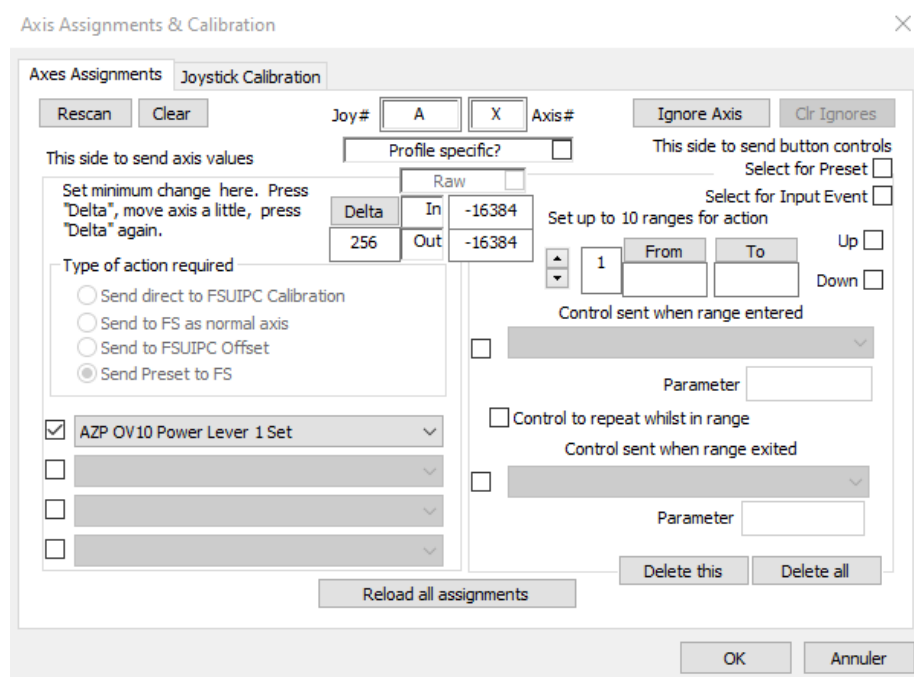 Axis Assignments & Calibration
Axes Assignments
Joystick Calibration
Rescan
Clear
Joy#
A
X
Axis#
Ignore Axis
Clr Ignores
This side to send axis values
Profile specific?
This side to send button controls
Select for Preset
Raw
Select for Input Event
Set minimum change here. Press
"Delta", move axis a little, press
"Delta" again.
Delta
In
-16384
256
Out
-16384
Set up to 10 ranges for action
1
From
To
Up
Down
Type of action required
Send direct to FSUIPC Calibration
Send to FS as normal axis
Send to FSUIPC Offset
Send Preset to FS
Control sent when range entered
Parameter
AZP OV10 Power Lever 1 Set
Control to repeat whilst in range
Control sent when range exited
Parameter
Delete this
Delete all
Reload all assignments
OK
Annuler